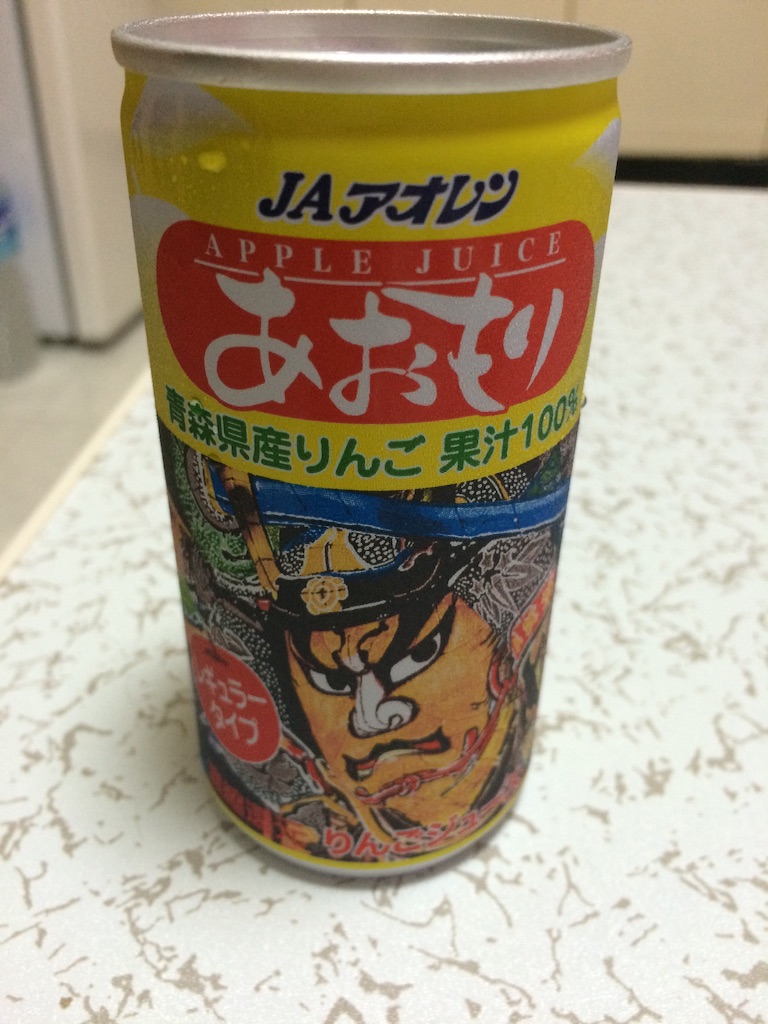 JAアオレン
APPLE JUICE
あおもり
青森県産りんご 果汁100%
レギュラー
タイプ
りんごジュー